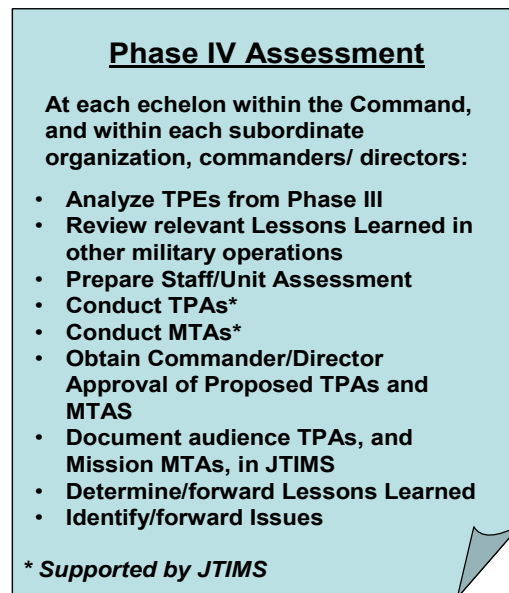 Phase IV Assessment
At each echelon within the Command,
and within each subordinate
organization, commanders/ directors:
• Analyze TPEs from Phase III
• Review relevant Lessons Learned in
other military operations
• Prepare Staff/Unit Assessment
• Conduct TPAs*
• Conduct MTAs*
• Obtain Commander/Director
Approval of Proposed TPAs and
MTAS
• Document audience TPAs, and
Mission MTAs, in JTIMS
• Determine/forward Lessons Learned
• Identify/forward Issues
* Supported by JTIMS